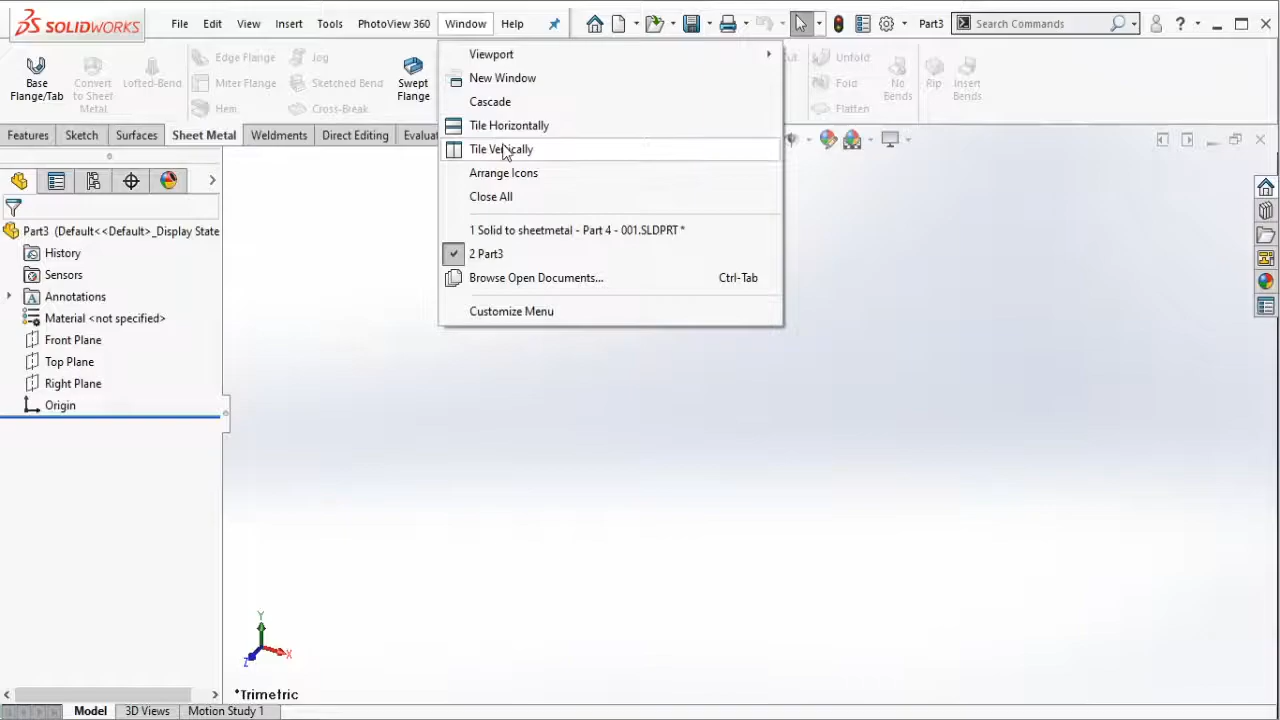 SOLIDWORKS
File Edit View Insert Tools PhotoView 360 Window Help
Part3
Search Commands
?
Base
Flange/Tab
Convert
to Sheet
Metal
Lofted-Bend
Edge Flange
Miter Flange
Hem
Jog
Sketched Bend
Cross-Break
Swept
Flange
Unfold
Fold
Flatten
No
Bends
Rip
Insert
Bends
Features Sketch Surfaces Sheet Metal Weldments Direct Editing Evaluat
Viewport
New Window
Cascade
Tile Horizontally
Tile Vertically
Arrange Icons
Close All
1 Solid to sheetmetal - Part 4 - 001.SLDPRT *
2 Part3
Browse Open Documents... Ctrl-Tab
Customize Menu
Part3 (Default<<Default>_Display State
History
Sensors
Annotations
Material <not specified>
Front Plane
Top Plane
Right Plane
Origin
Y
X
Z
*Trimetric
Model 3D Views Motion Study 1